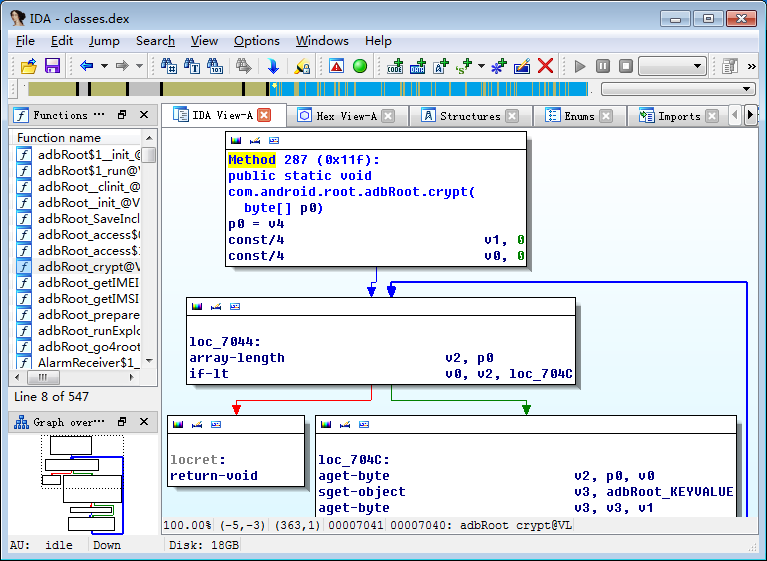 IDA - classes.dex
File Edit Jump Search View Options Windows Help
Functions ···
Function name
adbRoot$1__init_@
adbRoot$1_run@V
adbRoot__clinit_@
adbRoot__init_@V
adbRoot_SaveIncl
adbRoot_access$0
adbRoot_access$1
adbRoot_crypt@VL
adbRoot_getIMEI
adbRoot_getIMSI
adbRoot_prepare
adbRoot_runExplo
adbRoot_go4root
AlarmReceiver$1_
Line 8 of 547
Graph over···
IDA View-A
Hex View-A
Structures
Enums
Imports
Method 287 (0x11f):
public static void
com.android.root.adbRoot.crypt(
byte[] p0)
p0 = v4
const/4 v1, 0
const/4 v0, 0
loc_7044:
array-length v2, p0
if-lt v0, v2, loc_704C
locret:
return-void
loc_704C:
aget-byte v2, p0, v0
sget-object v3, adbRoot_KEYVALUE
aget-byte v3, v3, v1
100.00% (-5,-3) (363,1) 00007041 00007040: adbRoot_crypt@VL
AU: idle Down Disk: 18GB